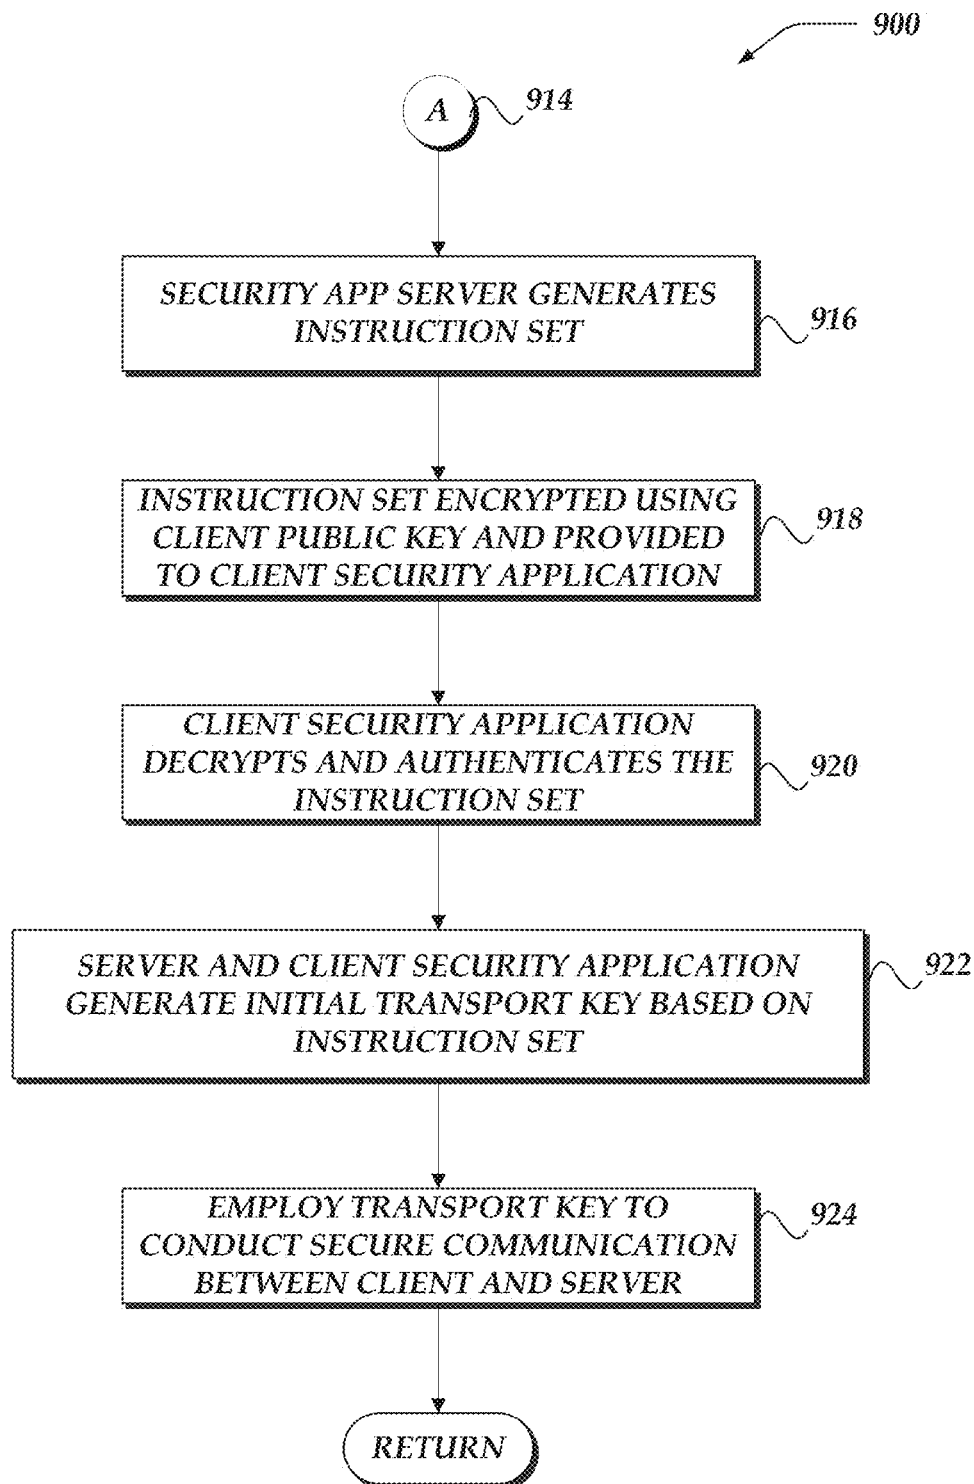 900
A
914
SECURITY APP SERVER GENERATES
INSTRUCTION SET
916
INSTRUCTION SET ENCRYPTED USING
CLIENT PUBLIC KEY AND PROVIDED
TO CLIENT SECURITY APPLICATION
918
CLIENT SECURITY APPLICATION
DECRYPTS AND AUTHENTICATES THE
INSTRUCTION SET
920
SERVER AND CLIENT SECURITY APPLICATION
GENERATE INITIAL TRANSPORT KEY BASED ON
INSTRUCTION SET
922
EMPLOY TRANSPORT KEY TO
CONDUCT SECURE COMMUNICATION
BETWEEN CLIENT AND SERVER
924
RETURN